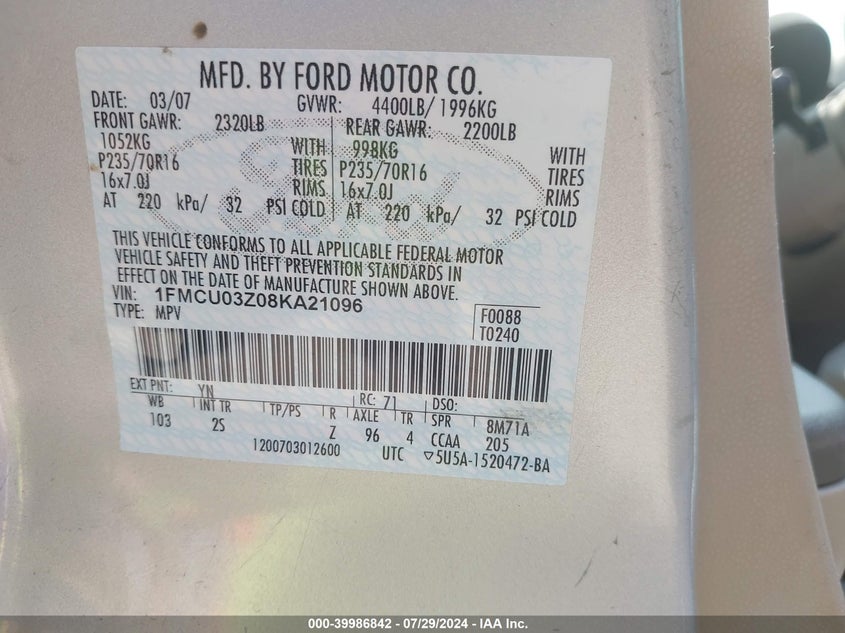 MFD. BY FORD MOTOR CO.
DATE: 03/07 GVWR: 4400LB/1996KG
FRONT GAWR: 2320LB REAR GAWR: 2200LB
1052KG WITH 998KG WITH
P235/70R16 TIRES P235/70R16 TIRES
16x7.0J RIMS 16x7.0J RIMS
AT 220 kPa/ 32 PSI COLD AT 220 kPa/ 32 PSI COLD
Ford
THIS VEHICLE CONFORMS TO ALL APPLICABLE FEDERAL MOTOR
VEHICLE SAFETY AND THEFT PREVENTION STANDARDS IN
EFFECT ON THE DATE OF MANUFACTURE SHOWN ABOVE.
VIN: 1FMCU03Z08KA21096
TYPE: MPV F0088
T0240
EXT PNT: YN RC: 71 DSO:
WB INT TR TP/PS R AXLE TR SPR 8M71A
103 2S Z 96 4 CCAA 205
1200703012600 UTC ▽5U5A-1520472-BA
000-39986842 - 07/29/2024 - IAA Inc.